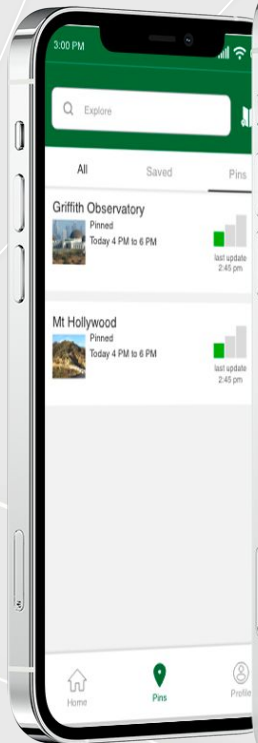 3:00 PM
Explore
All Saved Pins
Griffith Observatory
Pinned
Today 4 PM to 6 PM
last update
2:45 pm
Mt Hollywood
Pinned
Today 4 PM to 6 PM
last update
2:45 pm
Home Pins Profile